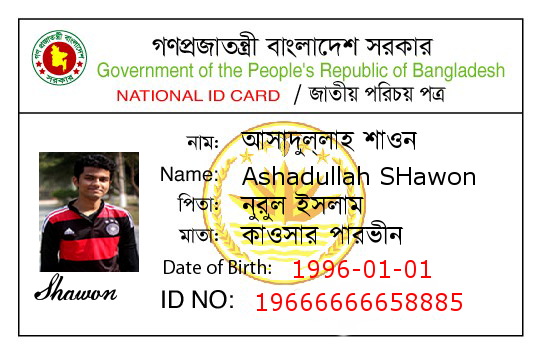 গণপ্রজাতন্ত্রী বাংলাদেশ সরকার
Government of the People's Republic of Bangladesh
NATIONAL ID CARD / জাতীয় পরিচয় পত্র
নাম: আসাদুল্লাহ শাওন
Name: Ashadullah SHawon
পিতা: নুরুল ইসলাম
মাতা: কাওসার পারভীন
Date of Birth: 1996-01-01
Shawon
ID NO: 19666666658885